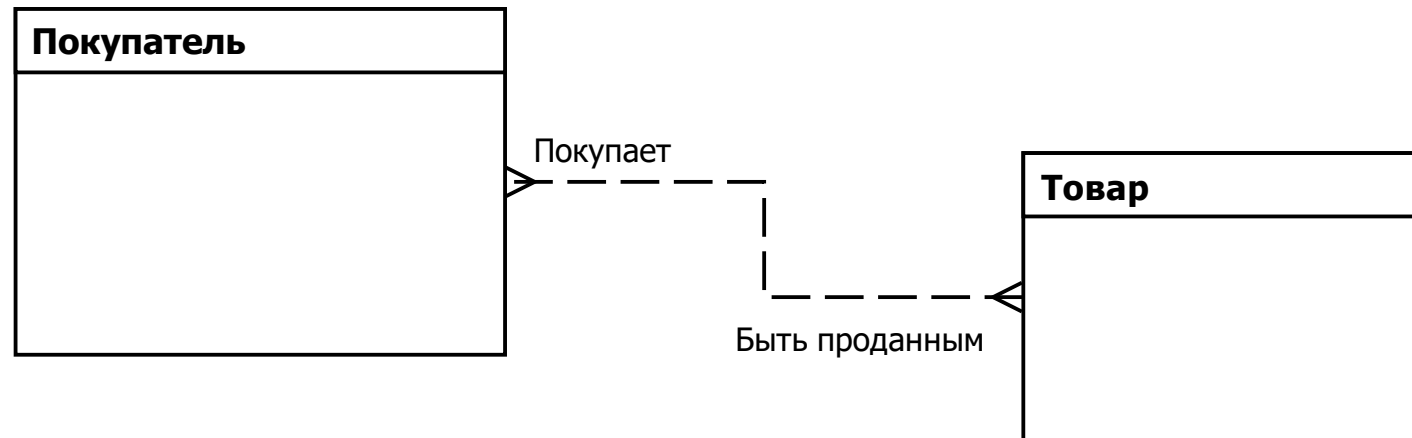 Покупатель
Покупает
Товар
Быть проданным